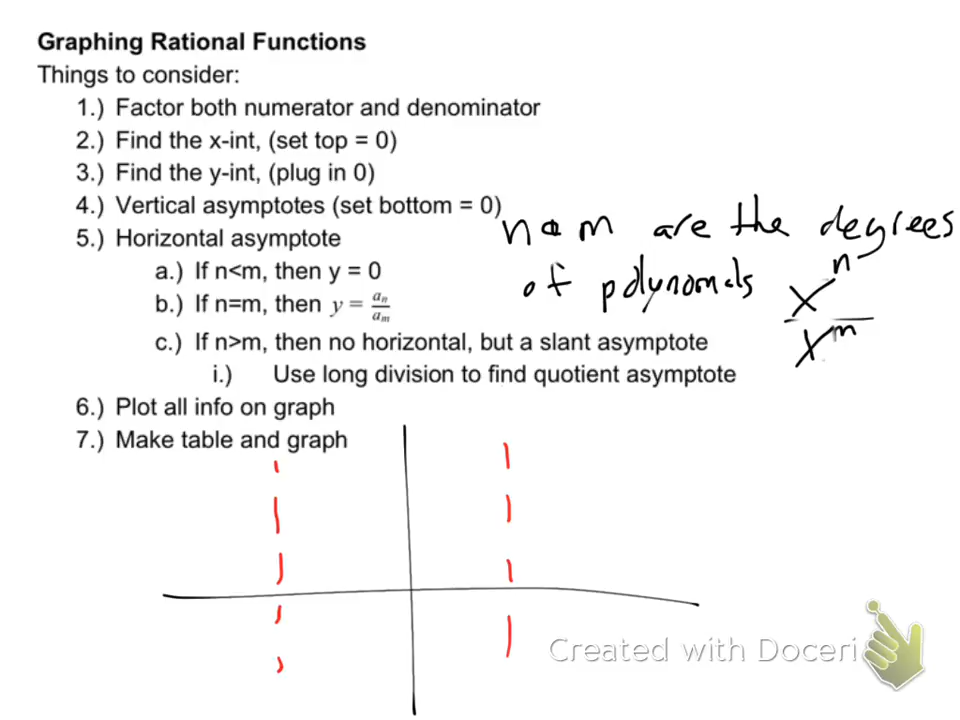 Graphing Rational Functions
Things to consider:
1.) Factor both numerator and denominator
2.) Find the x-int, (set top = 0)
3.) Find the y-int, (plug in 0)
4.) Vertical asymptotes (set bottom = 0)
5.) Horizontal asymptote
a.) If n<m, then y = 0
b.) If n=m, then y = aₙ/aₘ
c.) If n>m, then no horizontal, but a slant asymptote
i.) Use long division to find quotient asymptote
6.) Plot all info on graph
7.) Make table and graph
n & m are the degrees
of polynomals
xⁿ
xᵐ
Created with Doceri